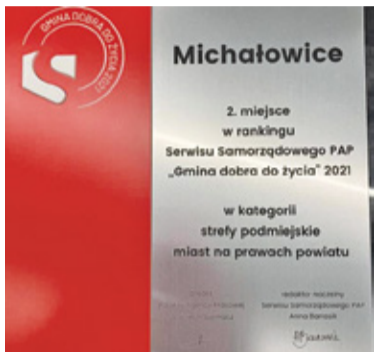 GMINA DOBRA DO ŻYCIA 2021
Michałowice
2. miejsce
w rankingu
Serwisu Samorządowego PAP
„Gmina dobra do życia" 2021
w kategorii
strefy podmiejskie
miast na prawach powiatu
redaktor naczelny
Serwisu Samorządowego PAP
Anna Banasik